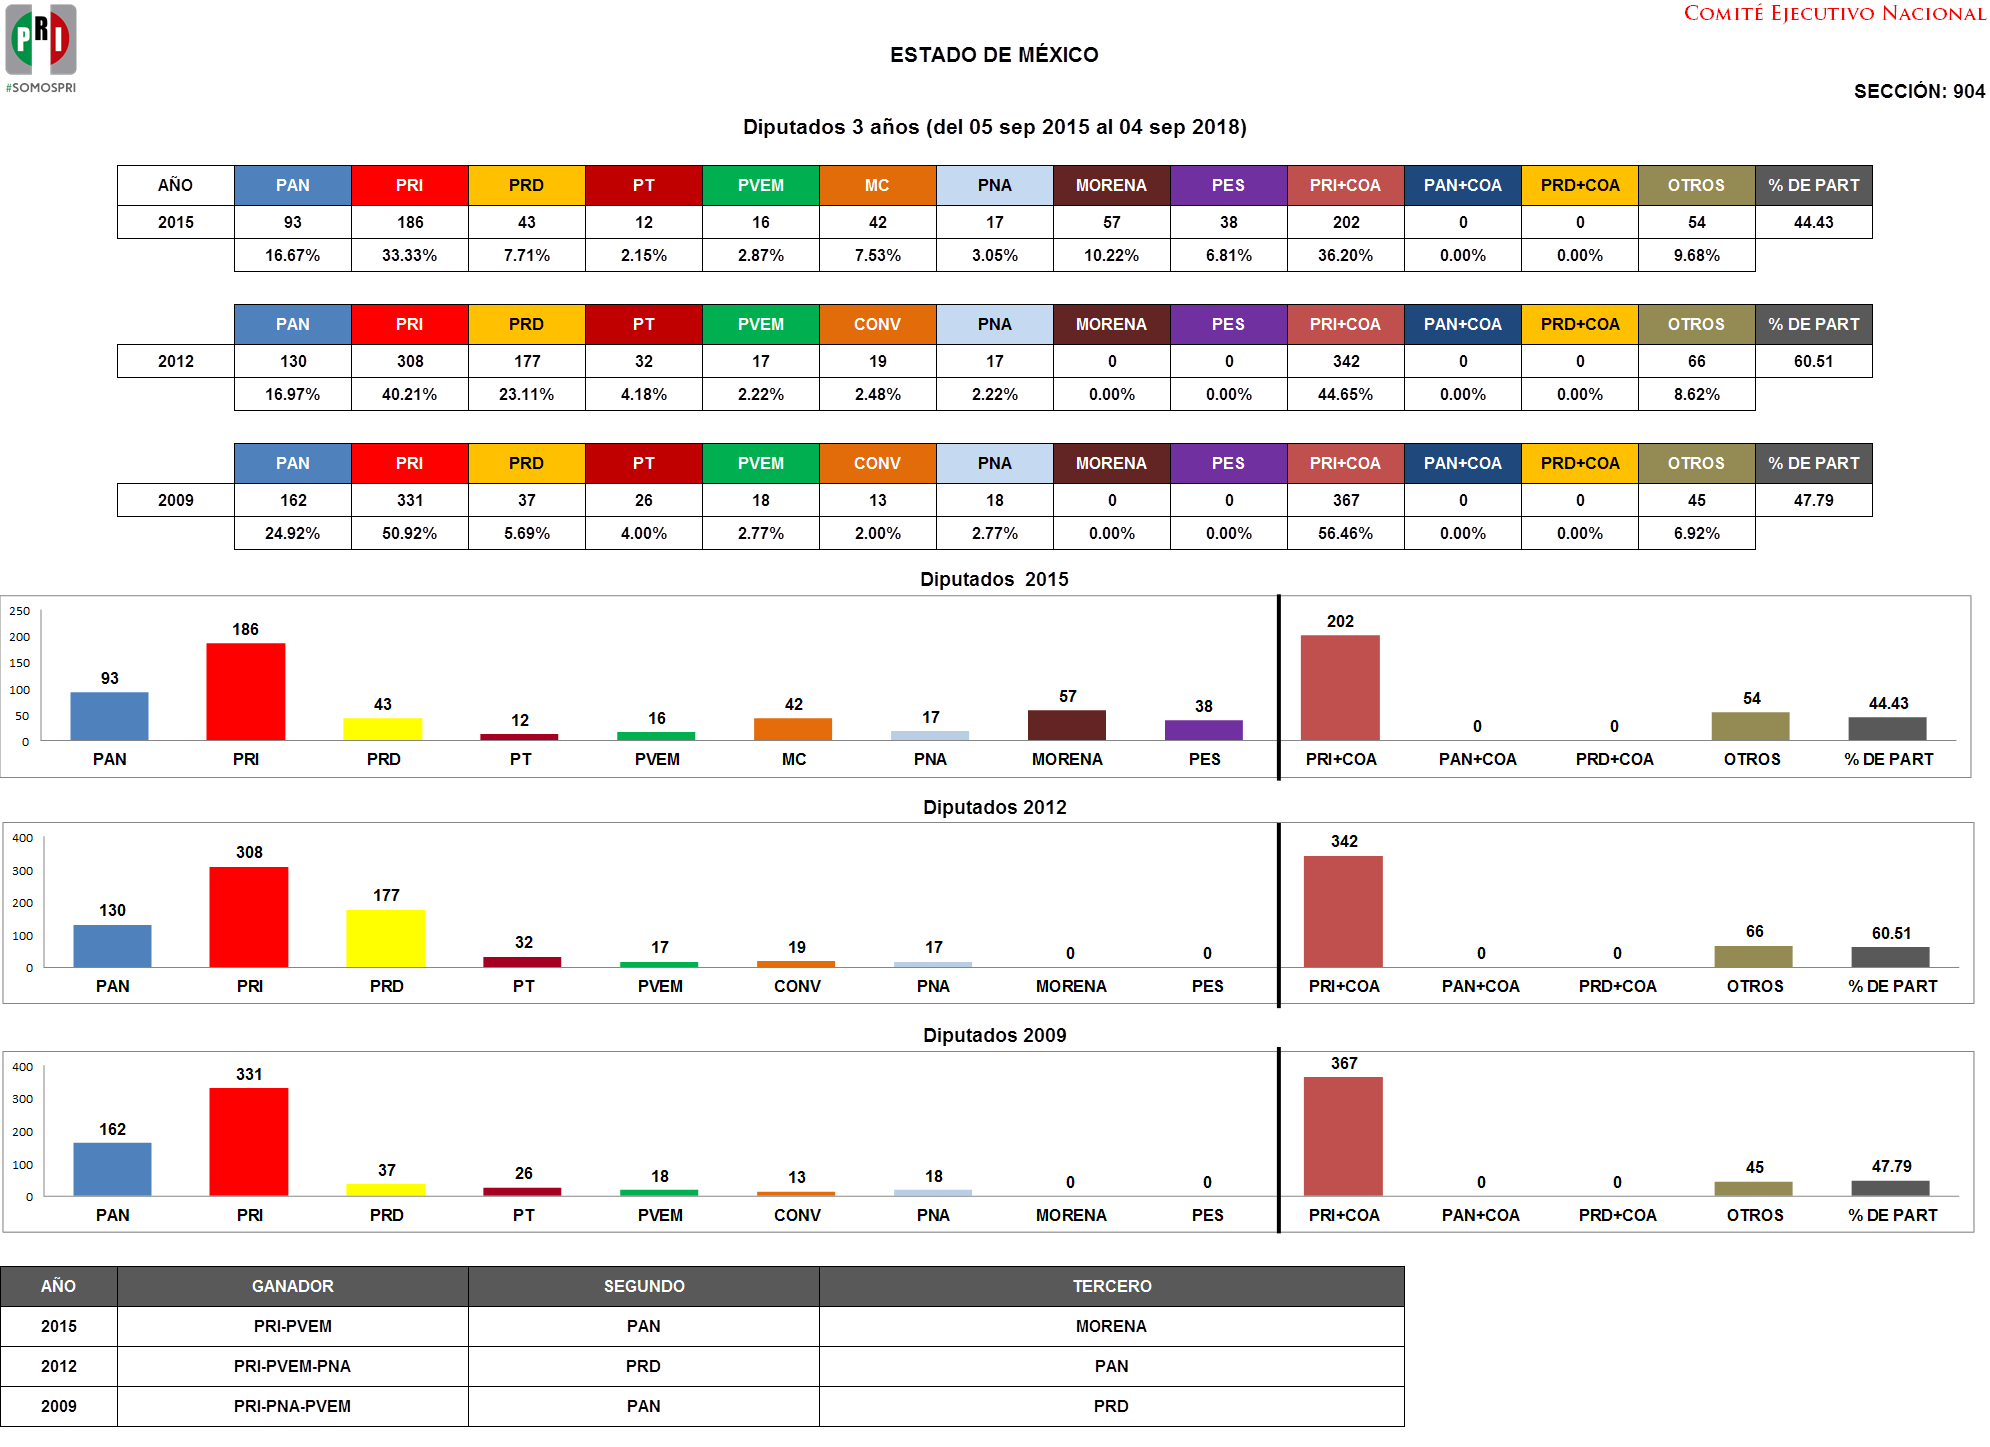 PRI
#SOMOSPRI
COMITÉ EJECUTIVO NACIONAL
ESTADO DE MÉXICO
SECCIÓN: 904
Diputados 3 años (del 05 sep 2015 al 04 sep 2018)
AÑO PAN PRI PRD PT PVEM MC PNA MORENA PES PRI+COA PAN+COA PRD+COA OTROS % DE PART
2015 93 186 43 12 16 42 17 57 38 202 0 0 54 44.43
16.67% 33.33% 7.71% 2.15% 2.87% 7.53% 3.05% 10.22% 6.81% 36.20% 0.00% 0.00% 9.68%
PAN PRI PRD PT PVEM CONV PNA MORENA PES PRI+COA PAN+COA PRD+COA OTROS % DE PART
2012 130 308 177 32 17 19 17 0 0 342 0 0 66 60.51
16.97% 40.21% 23.11% 4.18% 2.22% 2.48% 2.22% 0.00% 0.00% 44.65% 0.00% 0.00% 8.62%
PAN PRI PRD PT PVEM CONV PNA MORENA PES PRI+COA PAN+COA PRD+COA OTROS % DE PART
2009 162 331 37 26 18 13 18 0 0 367 0 0 45 47.79
24.92% 50.92% 5.69% 4.00% 2.77% 2.00% 2.77% 0.00% 0.00% 56.46% 0.00% 0.00% 6.92%
Diputados 2015
250
200
150
100
50
0
93 186 43 12 16 42 17 57 38 202 0 0 54 44.43
PAN PRI PRD PT PVEM MC PNA MORENA PES PRI+COA PAN+COA PRD+COA OTROS % DE PART
Diputados 2012
400
300
200
100
0
130 308 177 32 17 19 17 0 0 342 0 0 66 60.51
PAN PRI PRD PT PVEM CONV PNA MORENA PES PRI+COA PAN+COA PRD+COA OTROS % DE PART
Diputados 2009
400
300
200
100
0
162 331 37 26 18 13 18 0 0 367 0 0 45 47.79
PAN PRI PRD PT PVEM CONV PNA MORENA PES PRI+COA PAN+COA PRD+COA OTROS % DE PART
AÑO GANADOR SEGUNDO TERCERO
2015 PRI-PVEM PAN MORENA
2012 PRI-PVEM-PNA PRD PAN
2009 PRI-PNA-PVEM PAN PRD